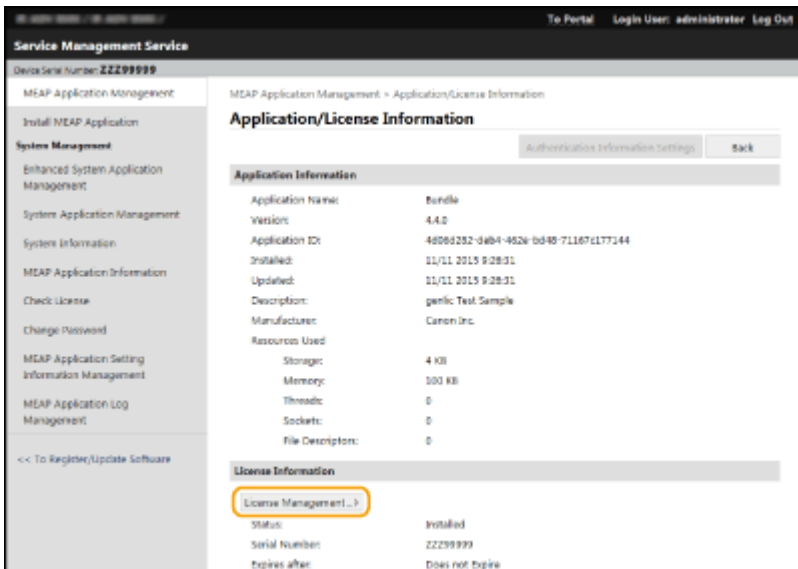 To Portal Login User: administrator Log Out
Service Management Service
Device Serial Number: ZZZ99999
MEAP Application Management
Install MEAP Application
System Management
Enhanced System Application
Management
System Application Management
System Information
MEAP Application Information
Check License
Change Password
MEAP Application Setting
Information Management
MEAP Application Log
Management
<< To Register/Update Software
MEAP Application Management > Application/License Information
Application/License Information
Authentication Information Settings Back
Application Information
Application Name: Bundle
Version: 4.4.0
Application ID:
Installed: 11/11 2015 9:28:31
Updated: 11/11 2015 9:28:31
Description: genlic Test Sample
Manufacturer: Canon Inc.
Resources Used
Storage: 4 KB
Memory: 100 KB
Threads: 0
Sockets: 0
File Descriptors: 0
License Information
License Management...>
Status: Installed
Serial Number: ZZZ99999
Expires after: Does not Expire